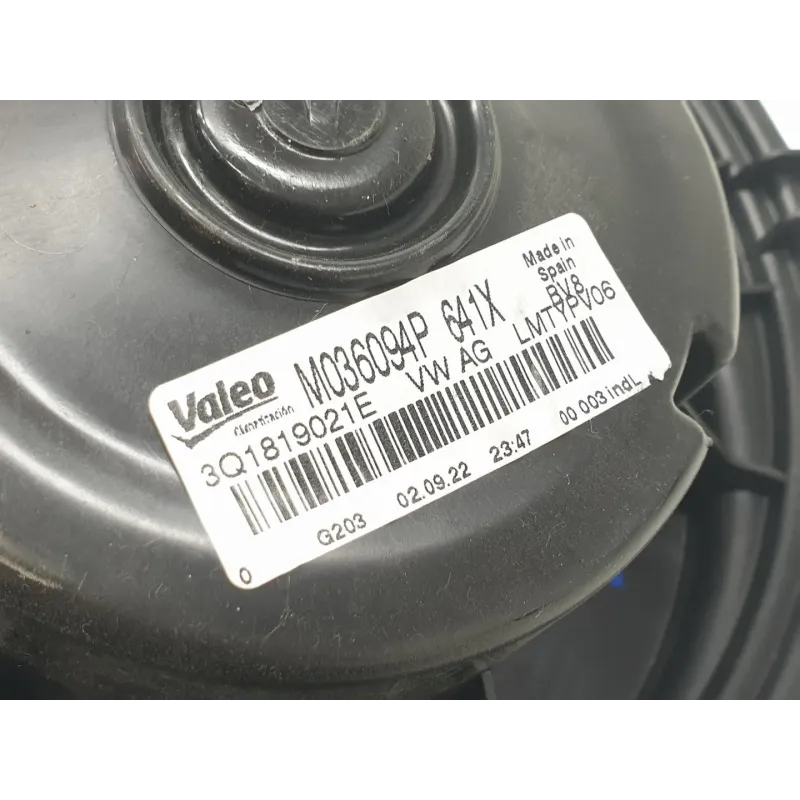 Valeo M036094P 641X Made in
Climatización Spain
3Q1819021E VW AG LMTYPV06 BV8
0 G203 02.09.22 23:47 00 003 indL